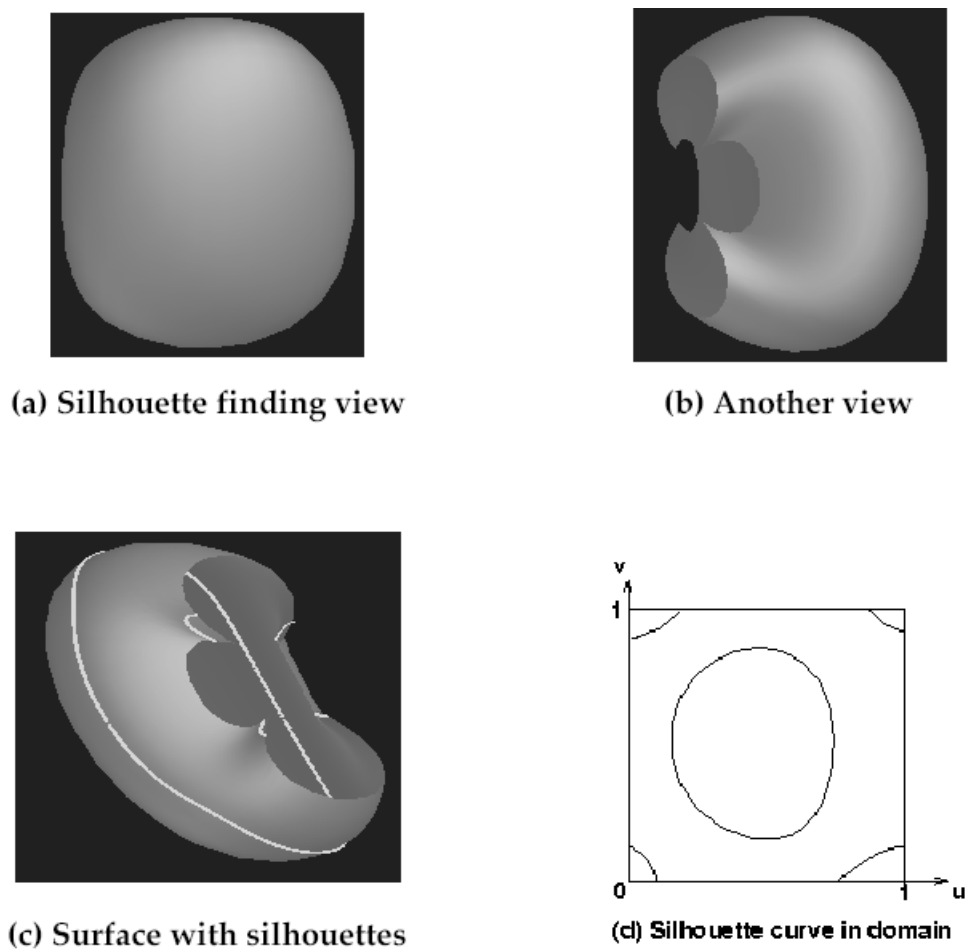 (a) Silhouette finding view
(b) Another view
(c) Surface with silhouettes
v
1
0
1
u
(d) Silhouette curve in domain